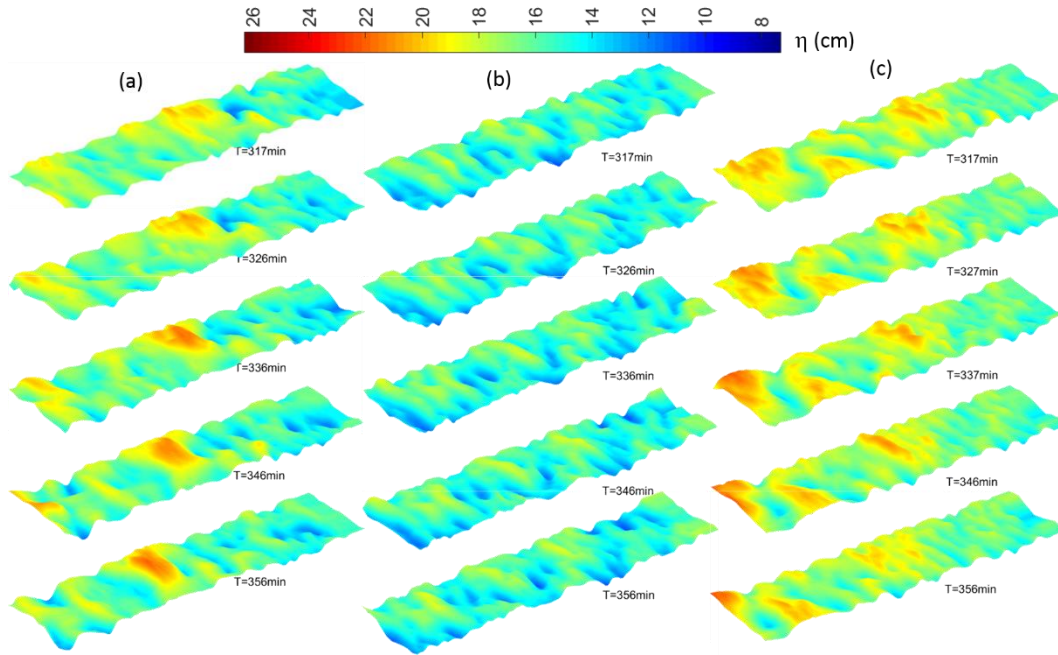 26 24 22 20 18 16 14 12 10 8
η (cm)
(a)
(b)
(c)
T=317min
T=317min
T=317min
T=326min
T=326min
T=327min
T=336min
T=336min
T=337min
T=346min
T=346min
T=346min
T=356min
T=356min
T=356min